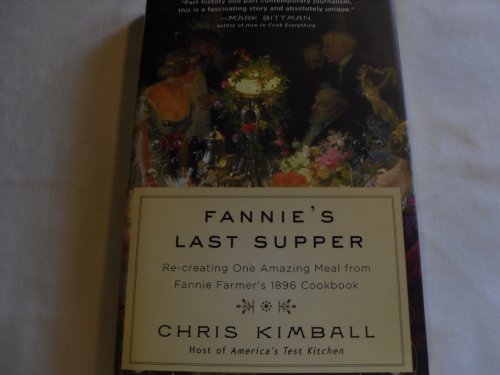 "Part history and part contemporary journalism,
this is a fascinating story and absolutely unique."
—MARK BITTMAN,
author of How to Cook Everything
FANNIE'S
LAST SUPPER
Re-creating One Amazing Meal from
Fannie Farmer's 1896 Cookbook
CHRIS KIMBALL
Host of America's Test Kitchen